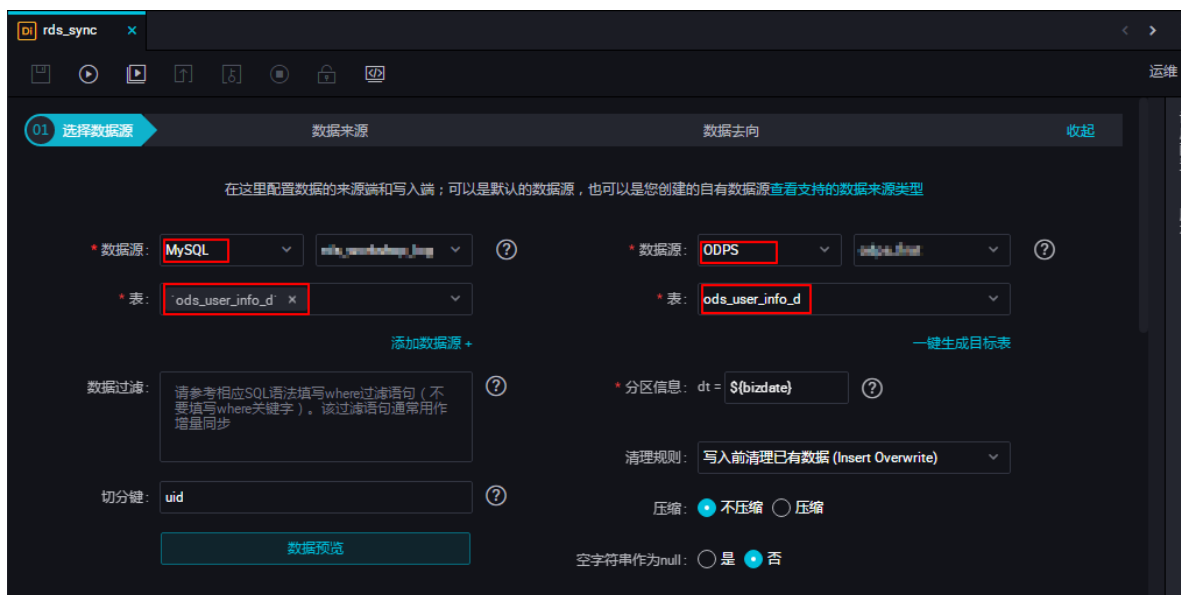 Di rds_sync ×
运维
01 选择数据源 数据来源 数据去向 收起
在这里配置数据的来源端和写入端；可以是默认的数据源，也可以是您创建的自有数据源查看支持的数据来源类型
* 数据源： MySQL ? * 数据源： ODPS ?
* 表： `ods_user_info_d` × * 表： ods_user_info_d
添加数据源 + 一键生成目标表
数据过滤： 请参考相应SQL语法填写where过滤语句（不要填写where关键字）。该过滤语句通常用作增量同步 ? * 分区信息： dt = ${bizdate} ?
清理规则： 写入前清理已有数据 (Insert Overwrite)
切分键： uid ? 压缩： 不压缩 压缩
数据预览
空字符串作为null： 是 否